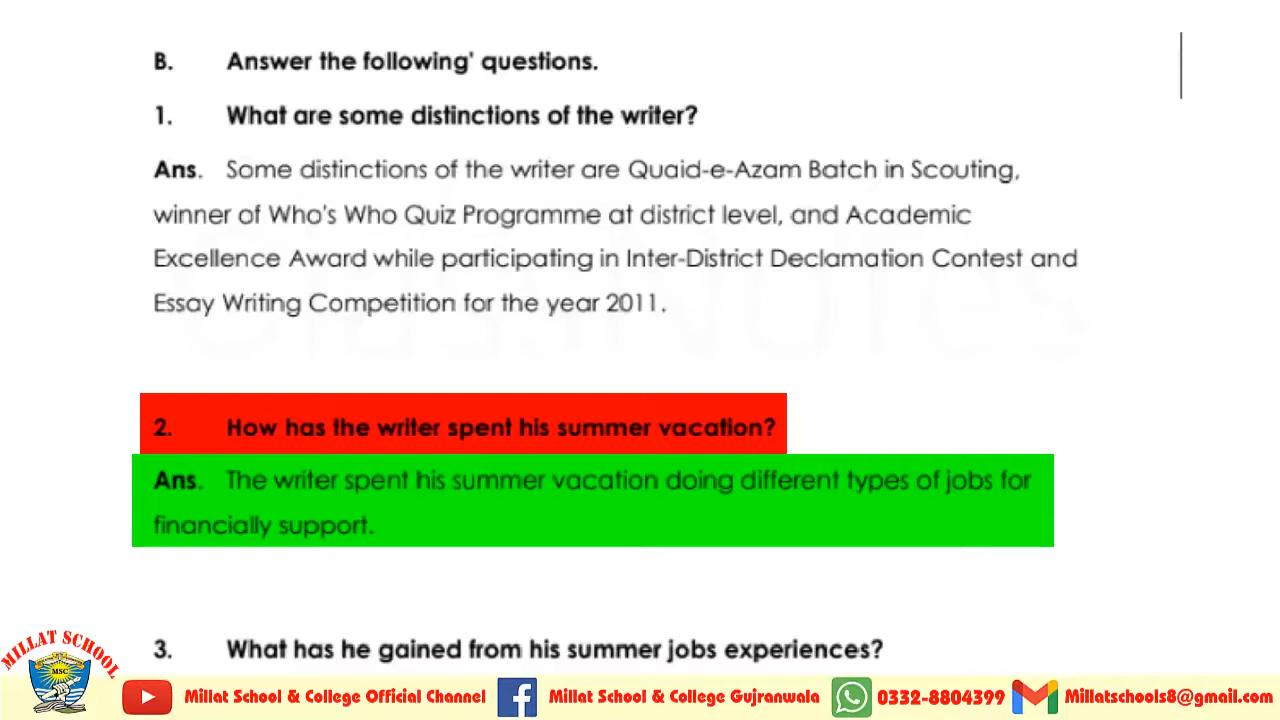 B. Answer the following' questions.
1. What are some distinctions of the writer?
Ans. Some distinctions of the writer are Quaid-e-Azam Batch in Scouting,
winner of Who's Who Quiz Programme at district level, and Academic
Excellence Award while participating in Inter-District Declamation Contest and
Essay Writing Competition for the year 2011.
2. How has the writer spent his summer vacation?
Ans. The writer spent his summer vacation doing different types of jobs for
financially support.
3. What has he gained from his summer jobs experiences?
MILLAT SCHOOL
MSC
Millat School & College Official Channel Millat School & College Gujranwala 0332-8804399 Millatschools8@gmail.com